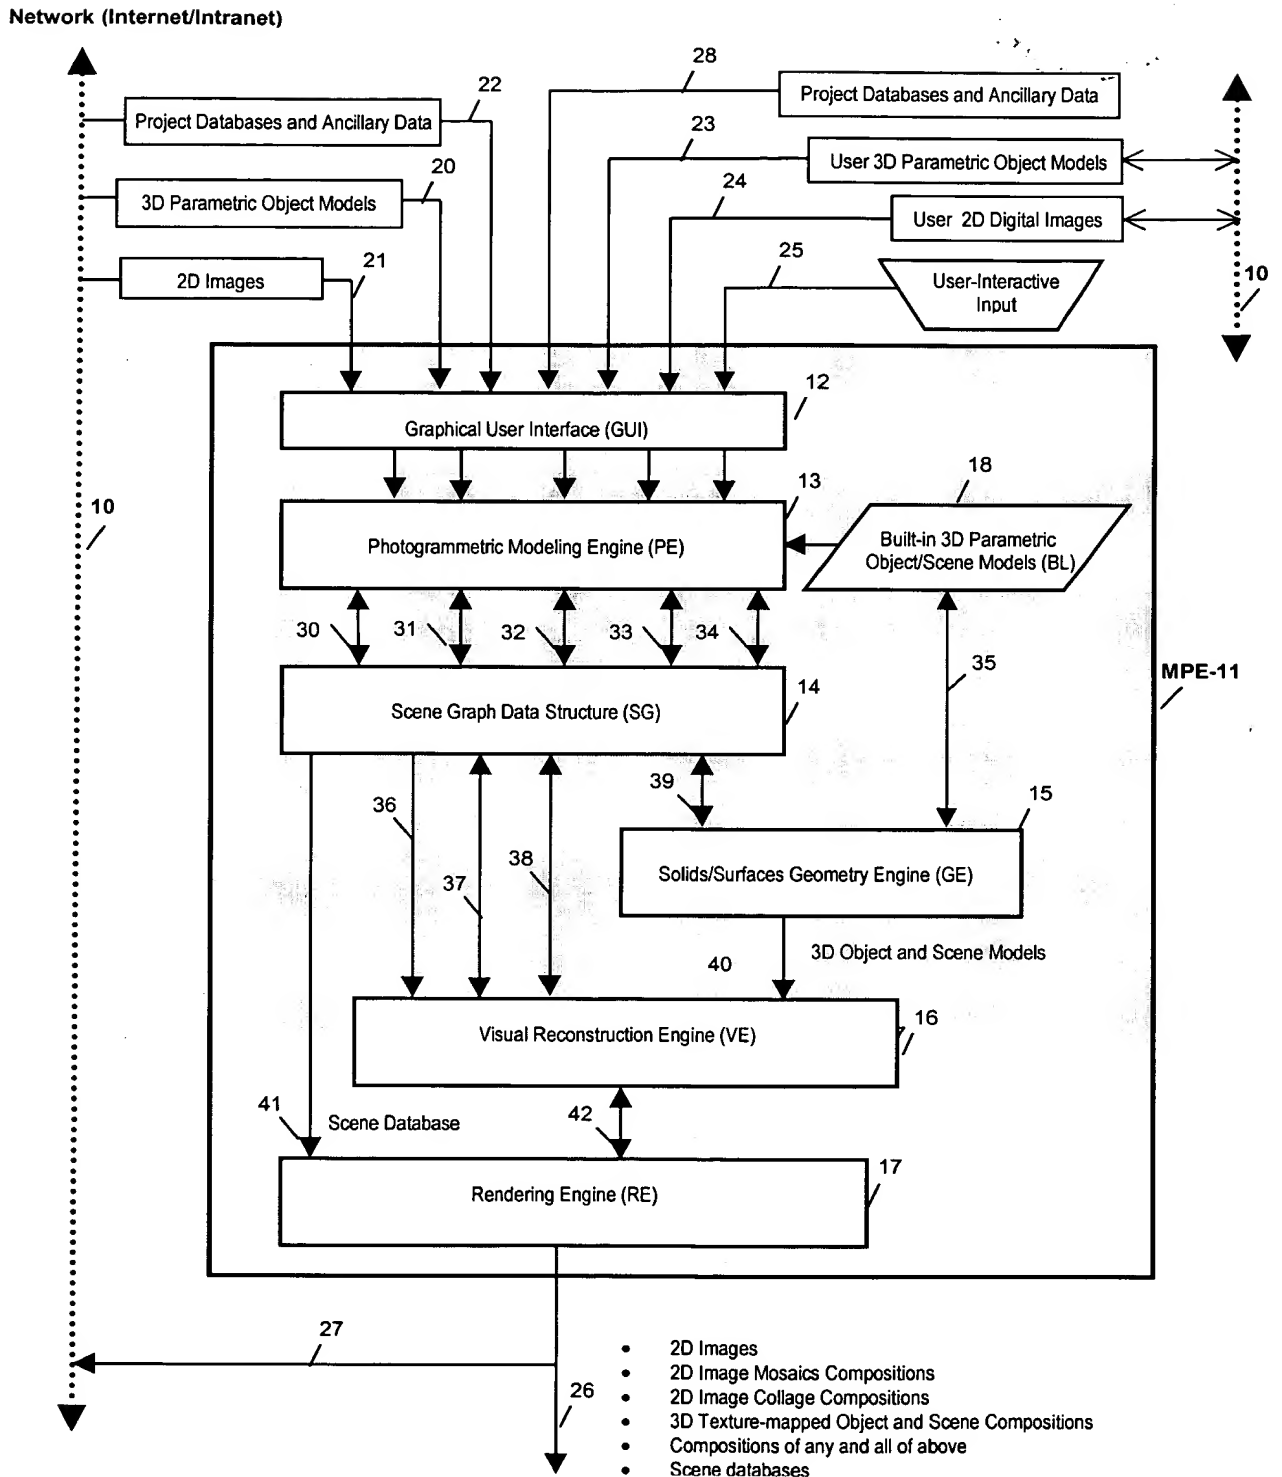 Network (Internet/Intranet)
28
22
Project Databases and Ancillary Data
Project Databases and Ancillary Data
23
User 3D Parametric Object Models
20
3D Parametric Object Models
24
User 2D Digital Images
21
2D Images
25
User-Interactive
Input
10
12
Graphical User Interface (GUI)
18
13
10
Photogrammetric Modeling Engine (PE)
Built-in 3D Parametric
Object/Scene Models (BL)
30
31
32
33
34
35
MPE-11
14
Scene Graph Data Structure (SG)
39
36
15
38
37
Solids/Surfaces Geometry Engine (GE)
40
3D Object and Scene Models
16
Visual Reconstruction Engine (VE)
41
Scene Database
42
17
Rendering Engine (RE)
27
26
• 2D Images
• 2D Image Mosaics Compositions
• 2D Image Collage Compositions
• 3D Texture-mapped Object and Scene Compositions
• Compositions of any and all of above
• Scene databases